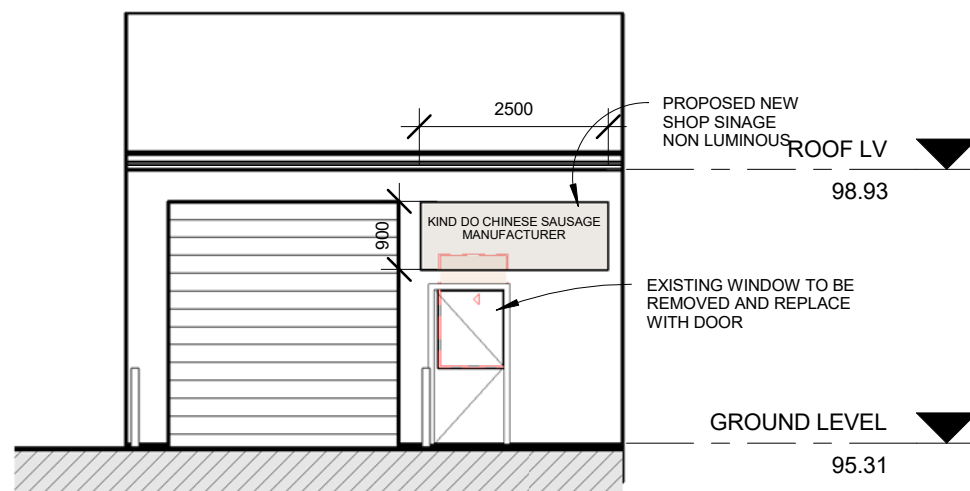 2500
PROPOSED NEW
SHOP SINAGE
NON LUMINOUS
ROOF LV
98.93
900
KIND DO CHINESE SAUSAGE
MANUFACTURER
EXISTING WINDOW TO BE
REMOVED AND REPLACE
WITH DOOR
GROUND LEVEL
95.31